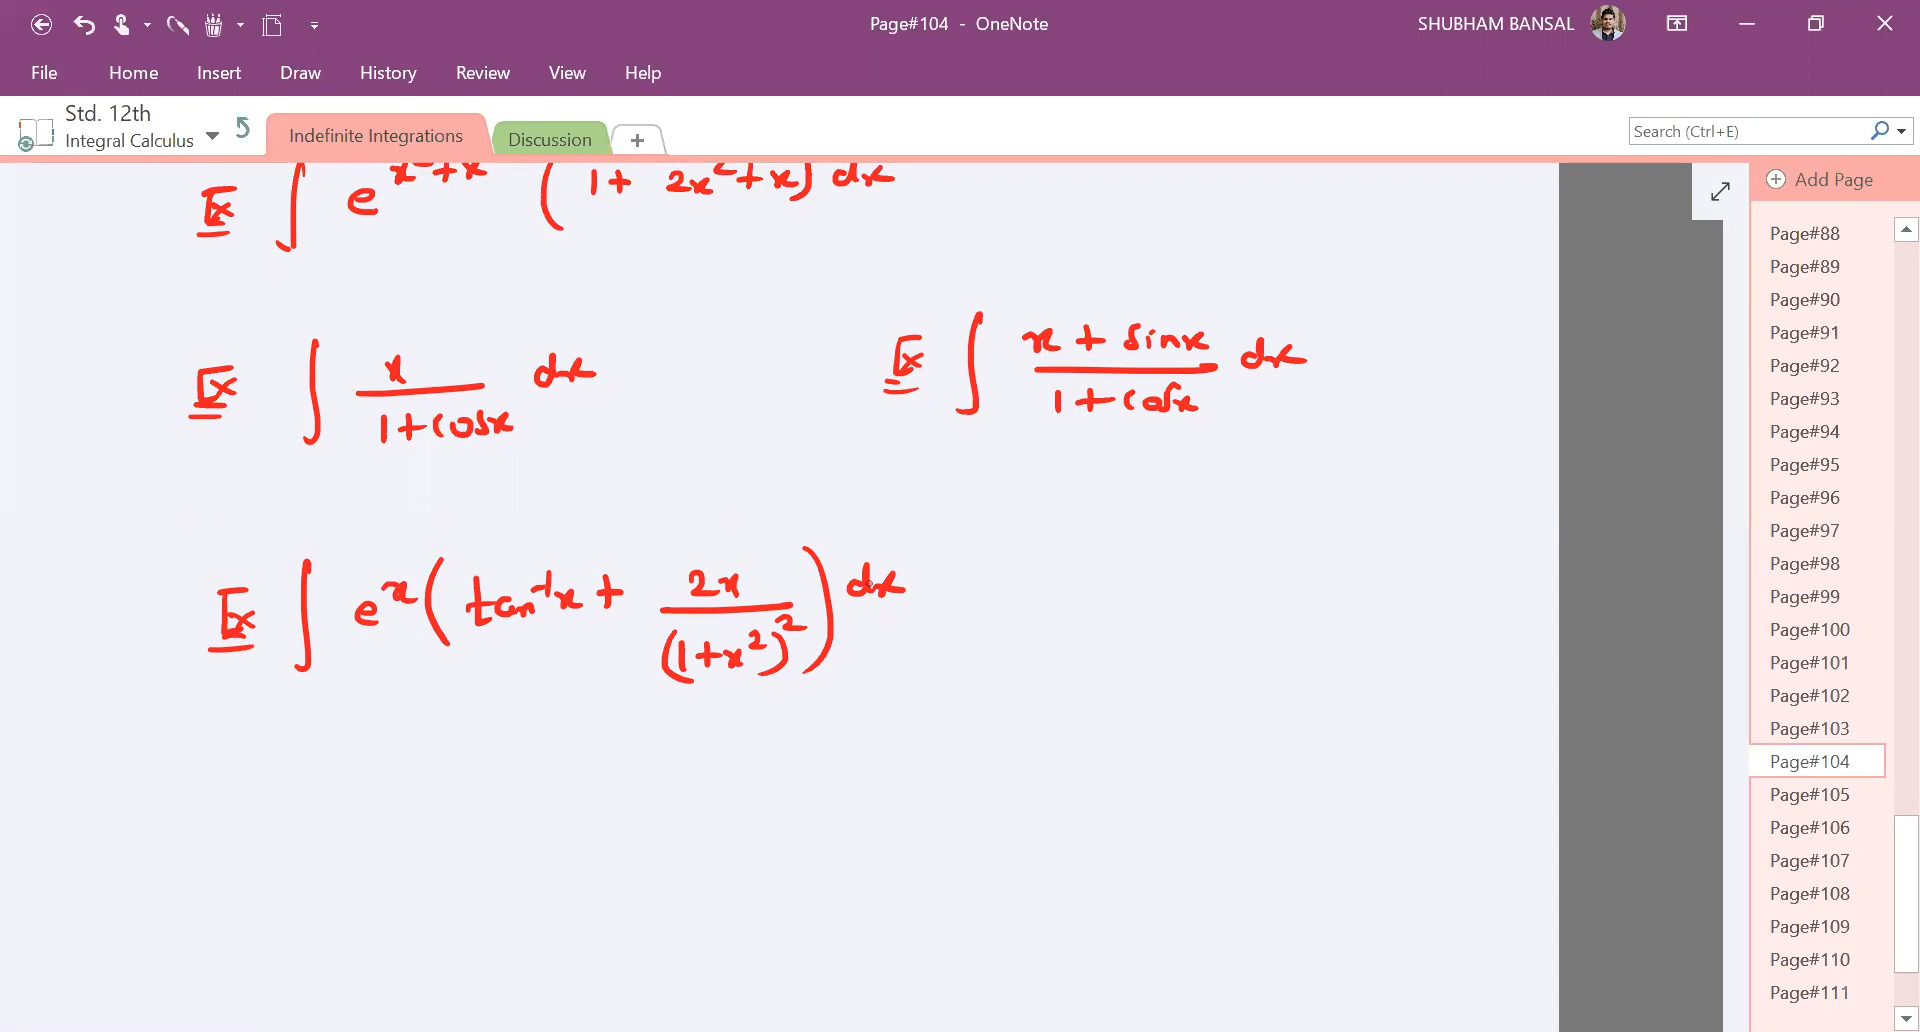 Page#104 - OneNote
SHUBHAM BANSAL
File Home Insert Draw History Review View Help
Std. 12th
Integral Calculus
Indefinite Integrations
Discussion
+
Search (Ctrl+E)
Add Page
Ex ∫ e^(x²+x) (1 + 2x²+x) dx
Ex ∫ x/(1+cosx) dx
Ex ∫ (x + sinx)/(1+cosx) dx
Ex ∫ e^x (tan⁻¹x + 2x/(1+x²)²) dx
Page#88
Page#89
Page#90
Page#91
Page#92
Page#93
Page#94
Page#95
Page#96
Page#97
Page#98
Page#99
Page#100
Page#101
Page#102
Page#103
Page#104
Page#105
Page#106
Page#107
Page#108
Page#109
Page#110
Page#111